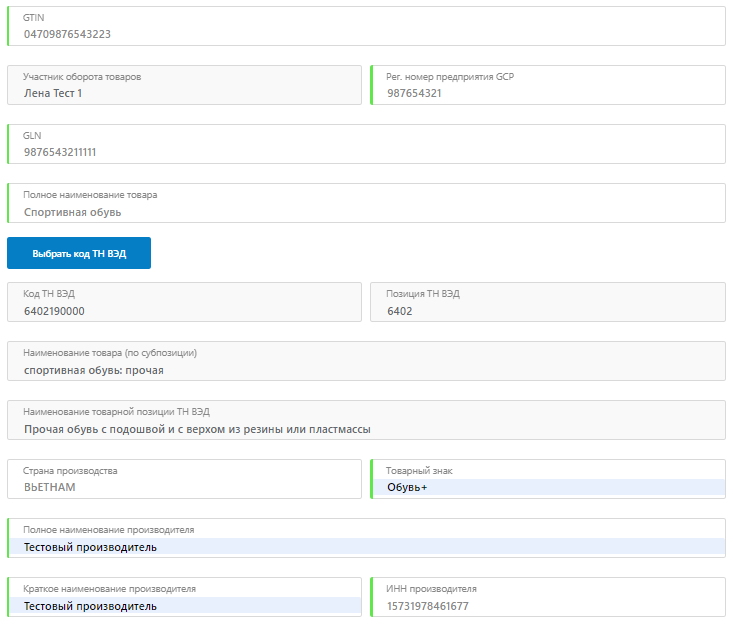 GTIN
04709876543223
Участник оборота товаров
Рег. номер предприятия GCP
Лена Тест 1
987654321
GLN
9876543211111
Полное наименование товара
Спортивная обувь
Выбрать код ТН ВЭД
Код ТН ВЭД
Позиция ТН ВЭД
6402190000
6402
Наименование товара (по субпозиции)
спортивная обувь: прочая
Наименование товарной позиции ТН ВЭД
Прочая обувь с подошвой и с верхом из резины или пластмассы
Страна производства
Товарный знак
ВЬЕТНАМ
Обувь+
Полное наименование производителя
Тестовый производитель
Краткое наименование производителя
ИНН производителя
Тестовый производитель
15731978461677